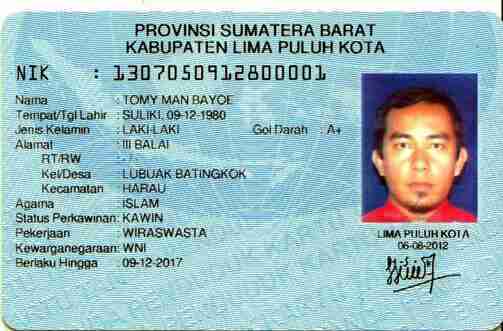 PROVINSI SUMATERA BARAT
KABUPATEN LIMA PULUH KOTA
NIK : 1307050912800001
Nama : TOMY MAN BAYOE
Tempat/Tgl Lahir : SULIKI, 09-12-1980
Jenis Kelamin : LAKI-LAKI Gol Darah : A+
Alamat : III BALAI
RT/RW : - / -
Kel/Desa : LUBUAK BATINGKOK
Kecamatan : HARAU
Agama : ISLAM
Status Perkawinan: KAWIN
Pekerjaan : WIRASWASTA
Kewarganegaraan: WNI
Berlaku Hingga : 09-12-2017
LIMA PULUH KOTA
06-08-2012